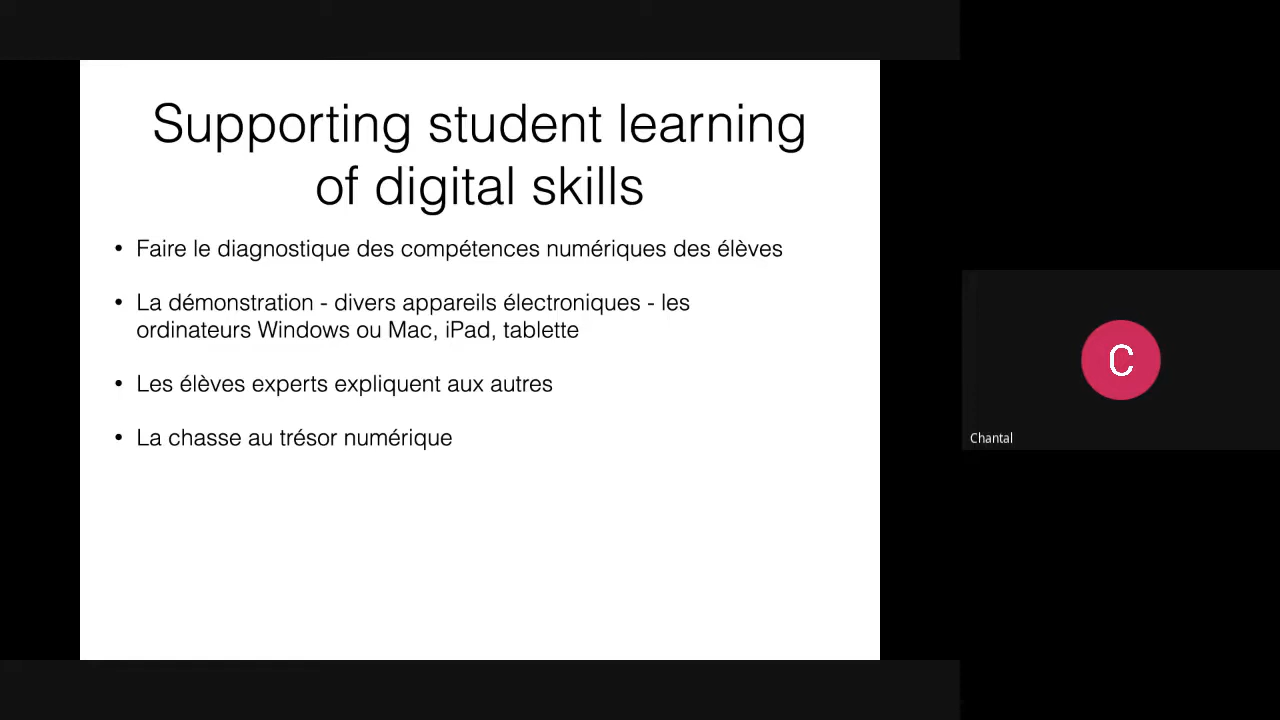 Supporting student learning
of digital skills
• Faire le diagnostique des compétences numériques des élèves
• La démonstration - divers appareils électroniques - les
ordinateurs Windows ou Mac, iPad, tablette
• Les élèves experts expliquent aux autres
• La chasse au trésor numérique
C
Chantal